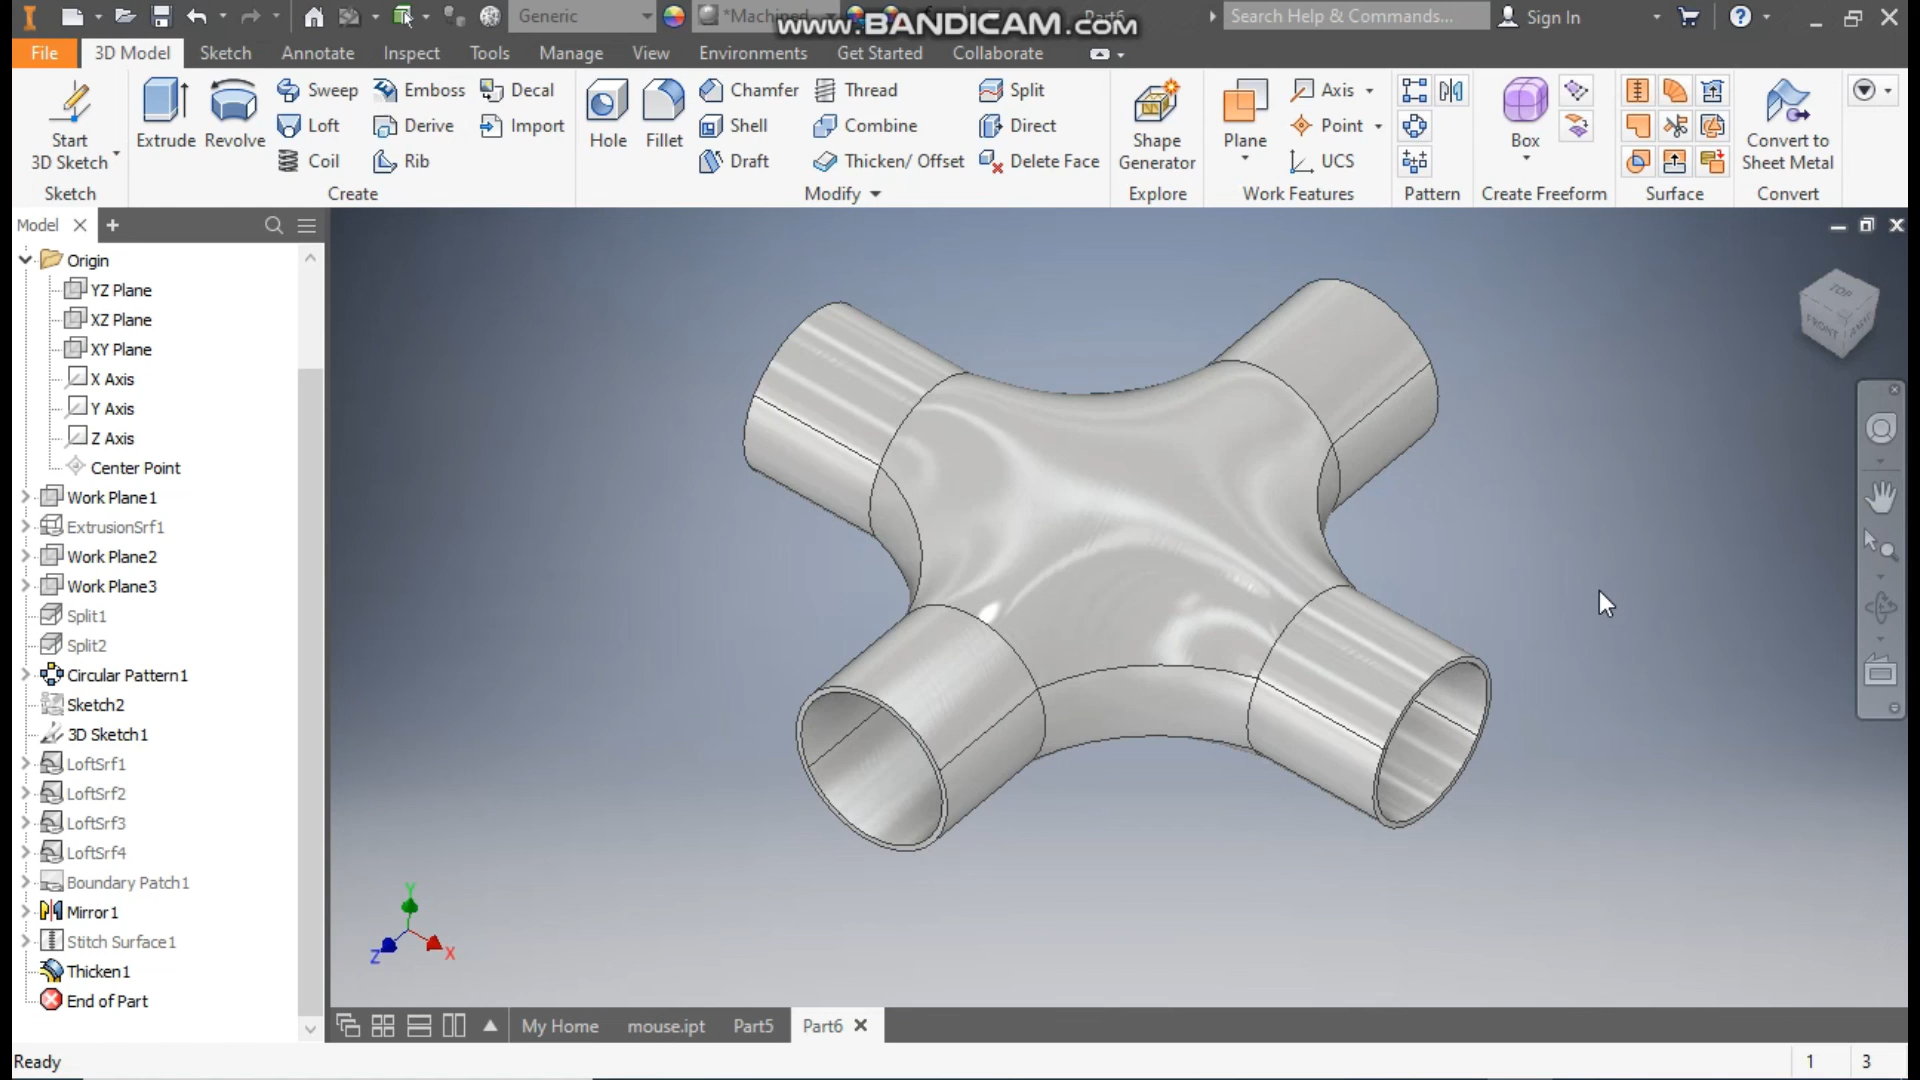 Generic
*Machined
Part6
Search Help & Commands...
Sign In
www.BANDICAM.com
File
3D Model
Sketch
Annotate
Inspect
Tools
Manage
View
Environments
Get Started
Collaborate
Start
3D Sketch
Extrude
Revolve
Sweep
Loft
Coil
Emboss
Derive
Rib
Decal
Import
Hole
Fillet
Chamfer
Shell
Draft
Thread
Combine
Thicken/ Offset
Split
Direct
Delete Face
Shape
Generator
Plane
Axis
Point
UCS
Box
Convert to
Sheet Metal
Sketch
Create
Modify
Explore
Work Features
Pattern
Create Freeform
Surface
Convert
Model
Origin
YZ Plane
XZ Plane
XY Plane
X Axis
Y Axis
Z Axis
Center Point
Work Plane1
ExtrusionSrf1
Work Plane2
Work Plane3
Split1
Split2
Circular Pattern1
Sketch2
3D Sketch1
LoftSrf1
LoftSrf2
LoftSrf3
LoftSrf4
Boundary Patch1
Mirror1
Stitch Surface1
Thicken1
End of Part
TOP
FRONT
Y
Z
X
My Home
mouse.ipt
Part5
Part6
Ready
1
3